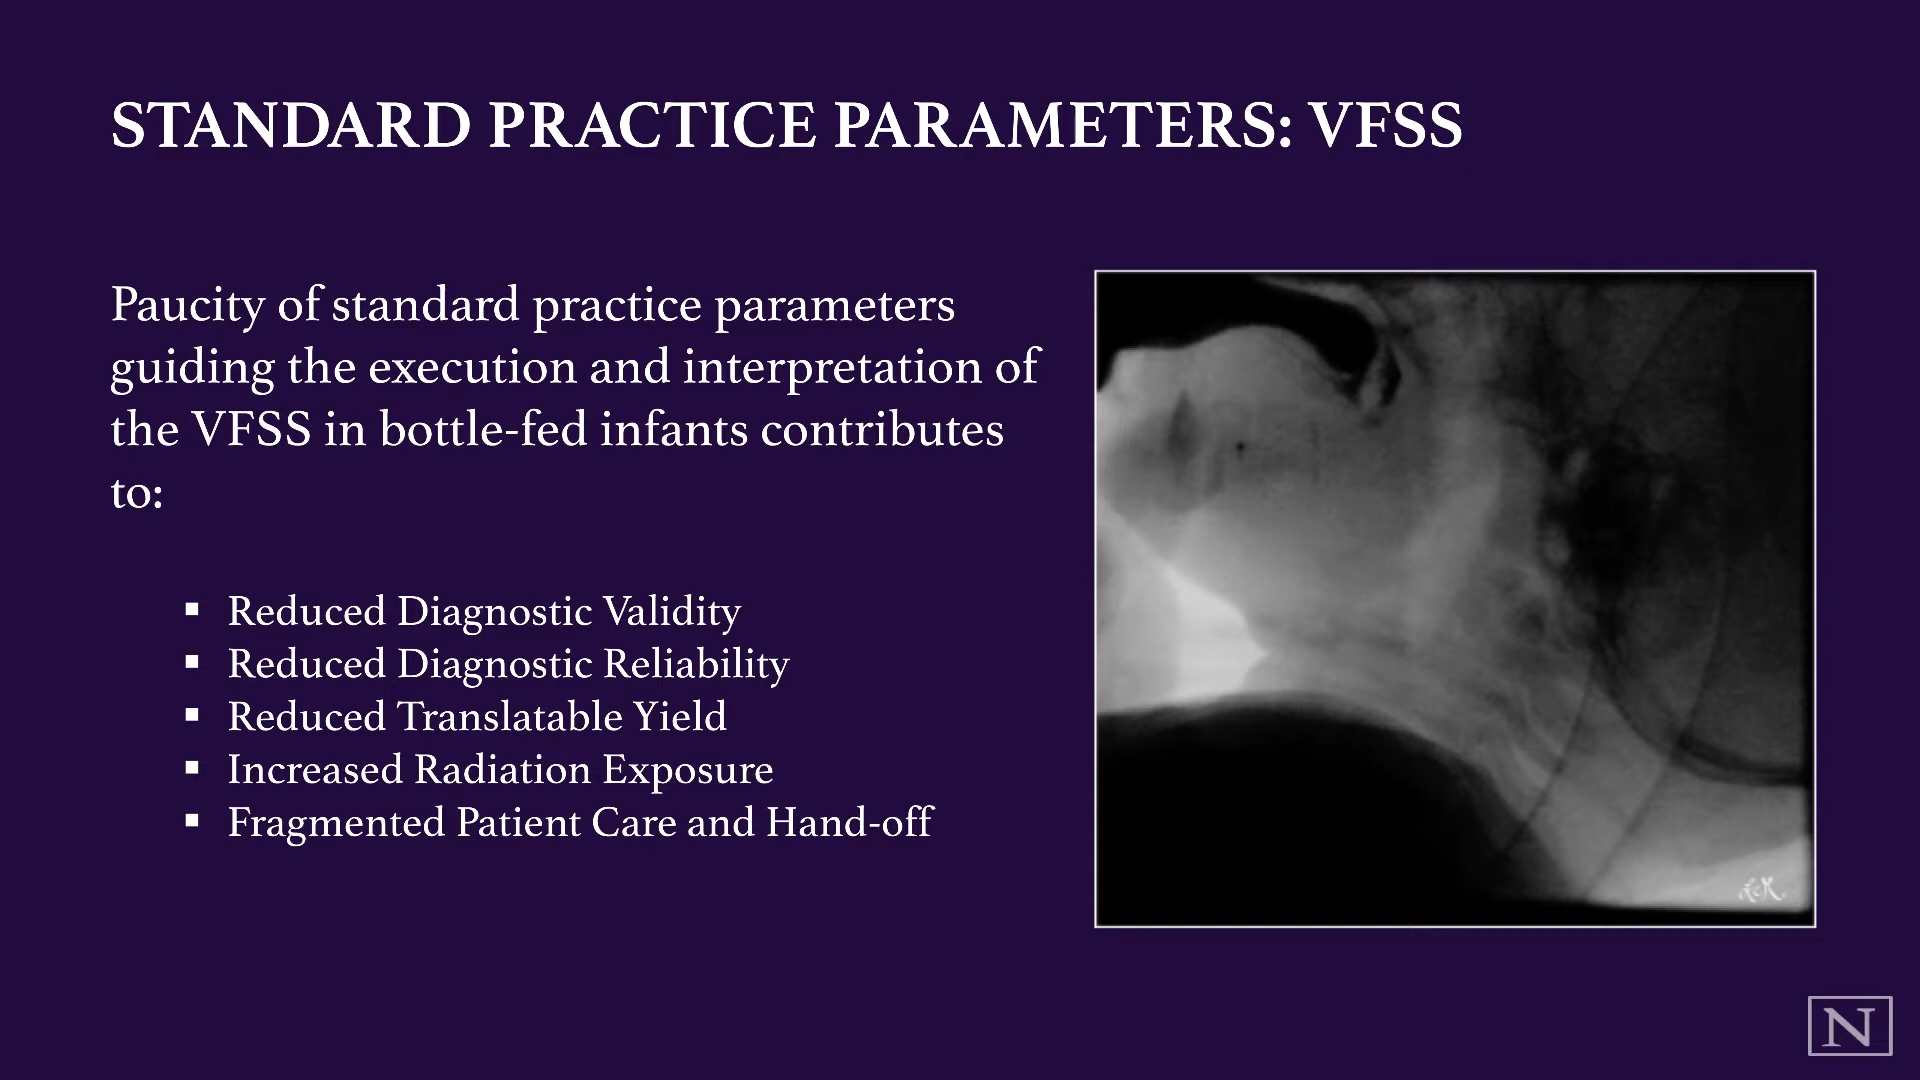 STANDARD PRACTICE PARAMETERS: VFSS
Paucity of standard practice parameters
guiding the execution and interpretation of
the VFSS in bottle-fed infants contributes
to:
▪ Reduced Diagnostic Validity
▪ Reduced Diagnostic Reliability
▪ Reduced Translatable Yield
▪ Increased Radiation Exposure
▪ Fragmented Patient Care and Hand-off
N